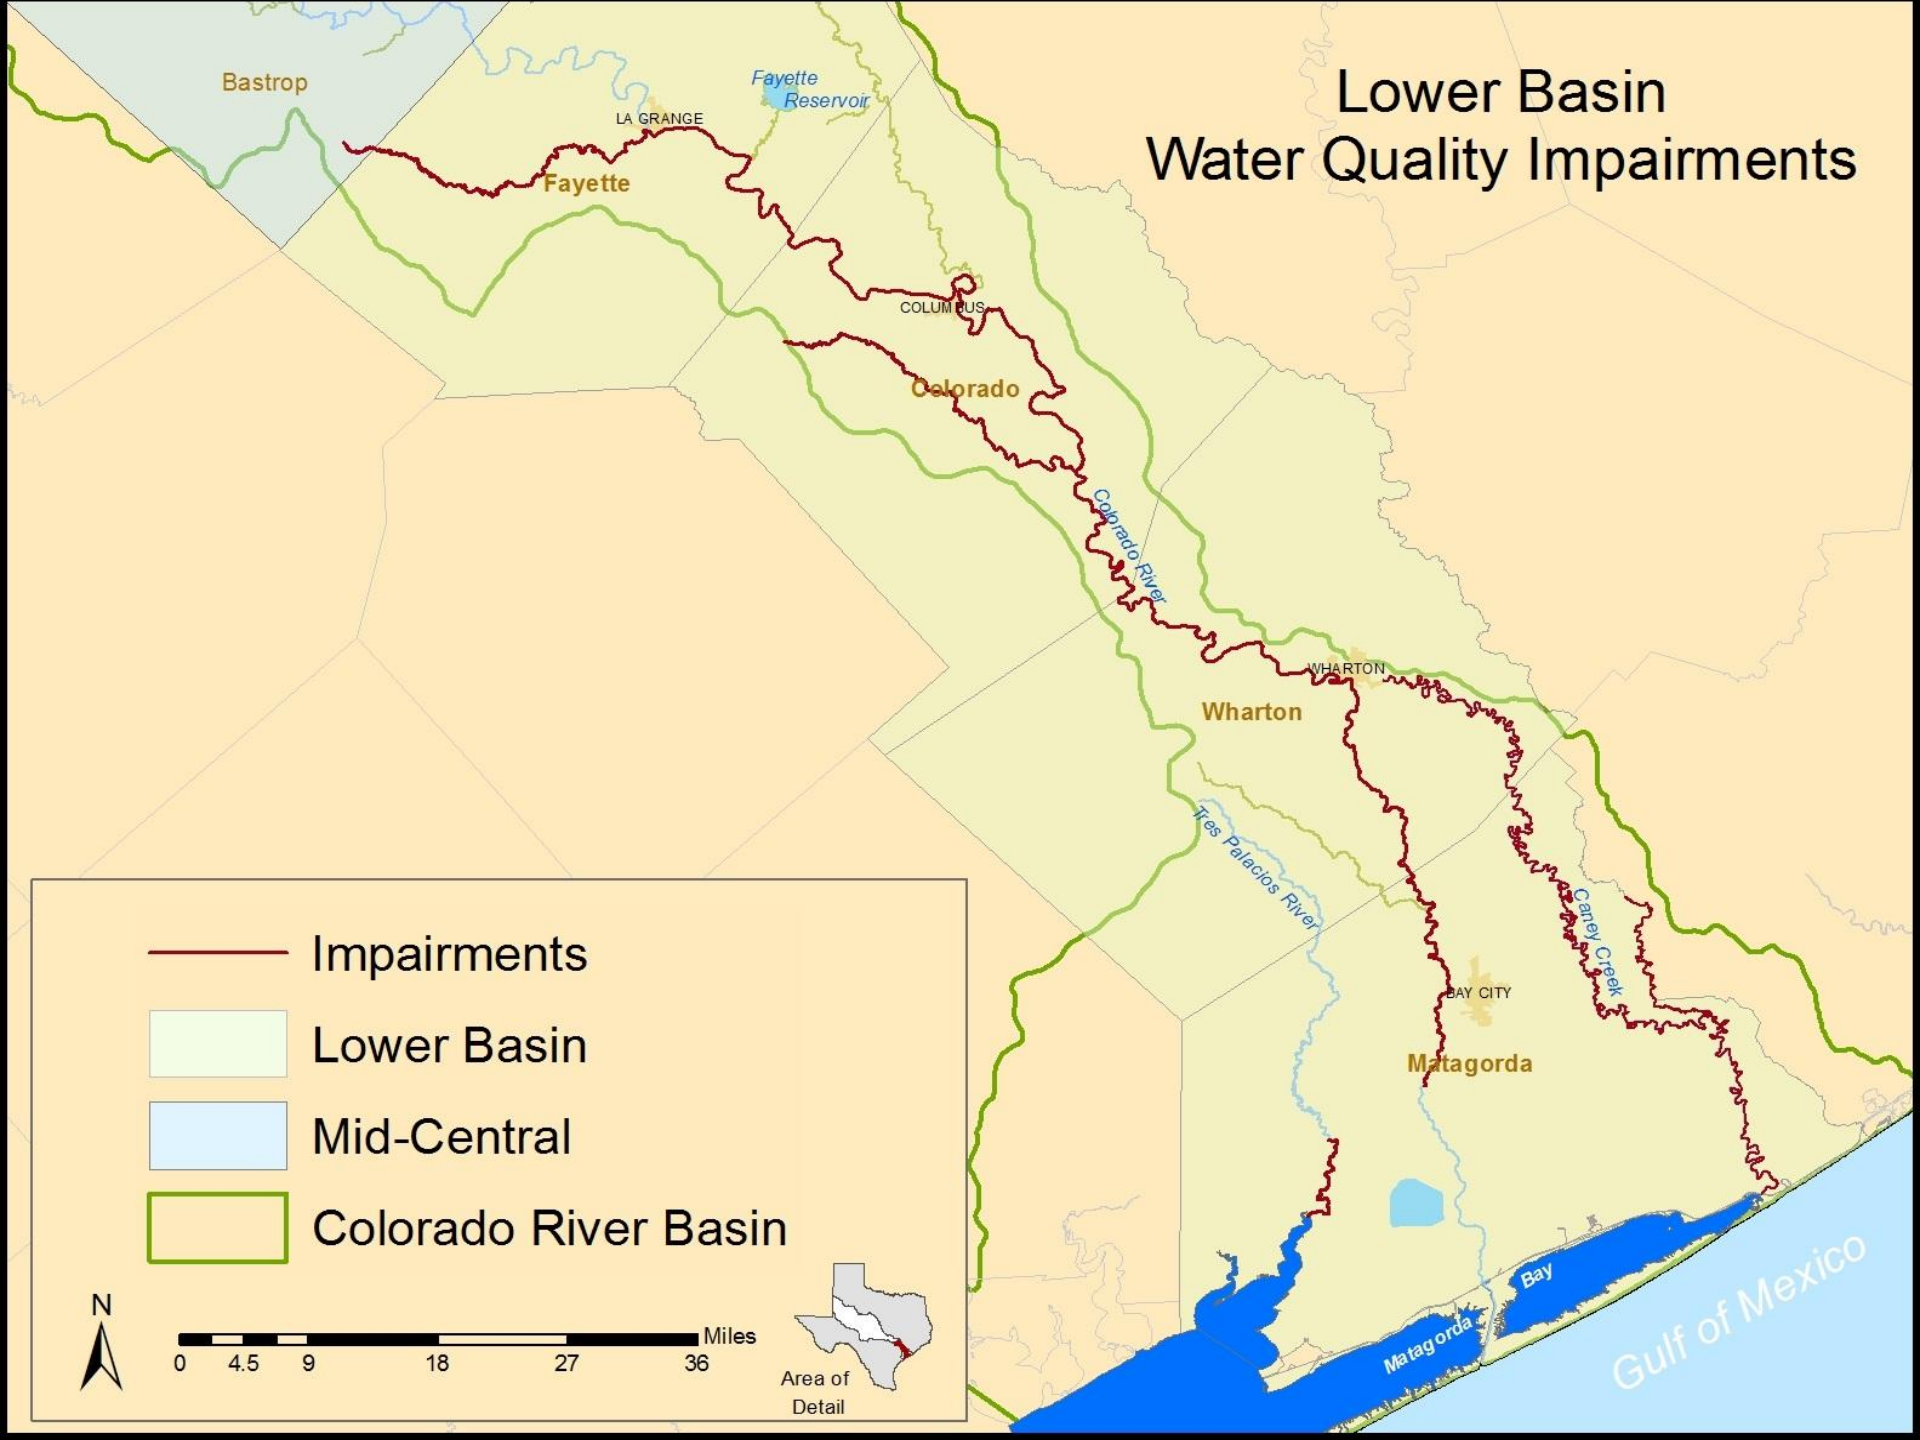 Lower Basin
Water Quality Impairments
Bastrop
Fayette
Reservoir
LA GRANGE
Fayette
COLUMBUS
Colorado
Colorado River
WHARTON
Wharton
Tres Palacios River
Caney Creek
BAY CITY
Matagorda
Bay
Matagorda
Gulf of Mexico
Impairments
Lower Basin
Mid-Central
Colorado River Basin
N
Miles
0 4.5 9 18 27 36
Area of
Detail